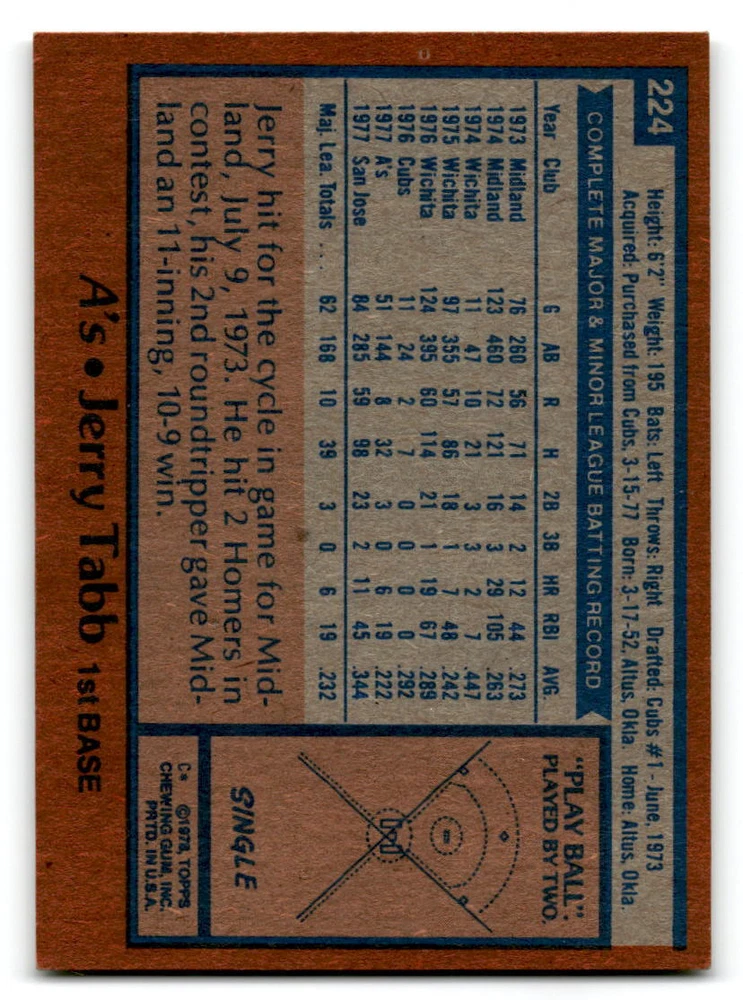 224
Height: 6'2" Weight: 195 Bats: Left Throws: Right Drafted: Cubs #1 - June, 1973
Acquired: Purchased from Cubs, 3-15-77 Born: 3-17-52, Altus, Okla. Home: Altus, Okla.
COMPLETE MAJOR & MINOR LEAGUE BATTING RECORD
Year Club G AB R H 2B 3B HR RBI AVG.
1973 Midland 76 260 56 71 14 2 12 44 .273
1974 Midland 123 460 72 121 16 3 29 105 .263
1974 Wichita 11 47 10 21 3 3 2 7 .447
1975 Wichita 97 355 57 86 18 1 7 48 .242
1976 Wichita 124 395 60 114 21 1 19 67 .289
1976 Cubs 11 24 2 7 0 0 0 0 .292
1977 A's 51 144 8 32 3 0 6 19 .222
1977 San Jose 84 285 59 98 23 2 11 45 .344
Maj. Lea. Totals ... 62 168 10 39 3 0 6 19 .232
Jerry hit for the cycle in game for Mid-
land, July 9, 1973. He hit 2 Homers in
contest, his 2nd roundtripper gave Mid-
land an 11-inning, 10-9 win.
"PLAY BALL":
PLAYED BY TWO.
SINGLE
C* ©1978, TOPPS
CHEWING GUM, INC.
PRTD. IN U.S.A.
A's • Jerry Tabb 1st BASE